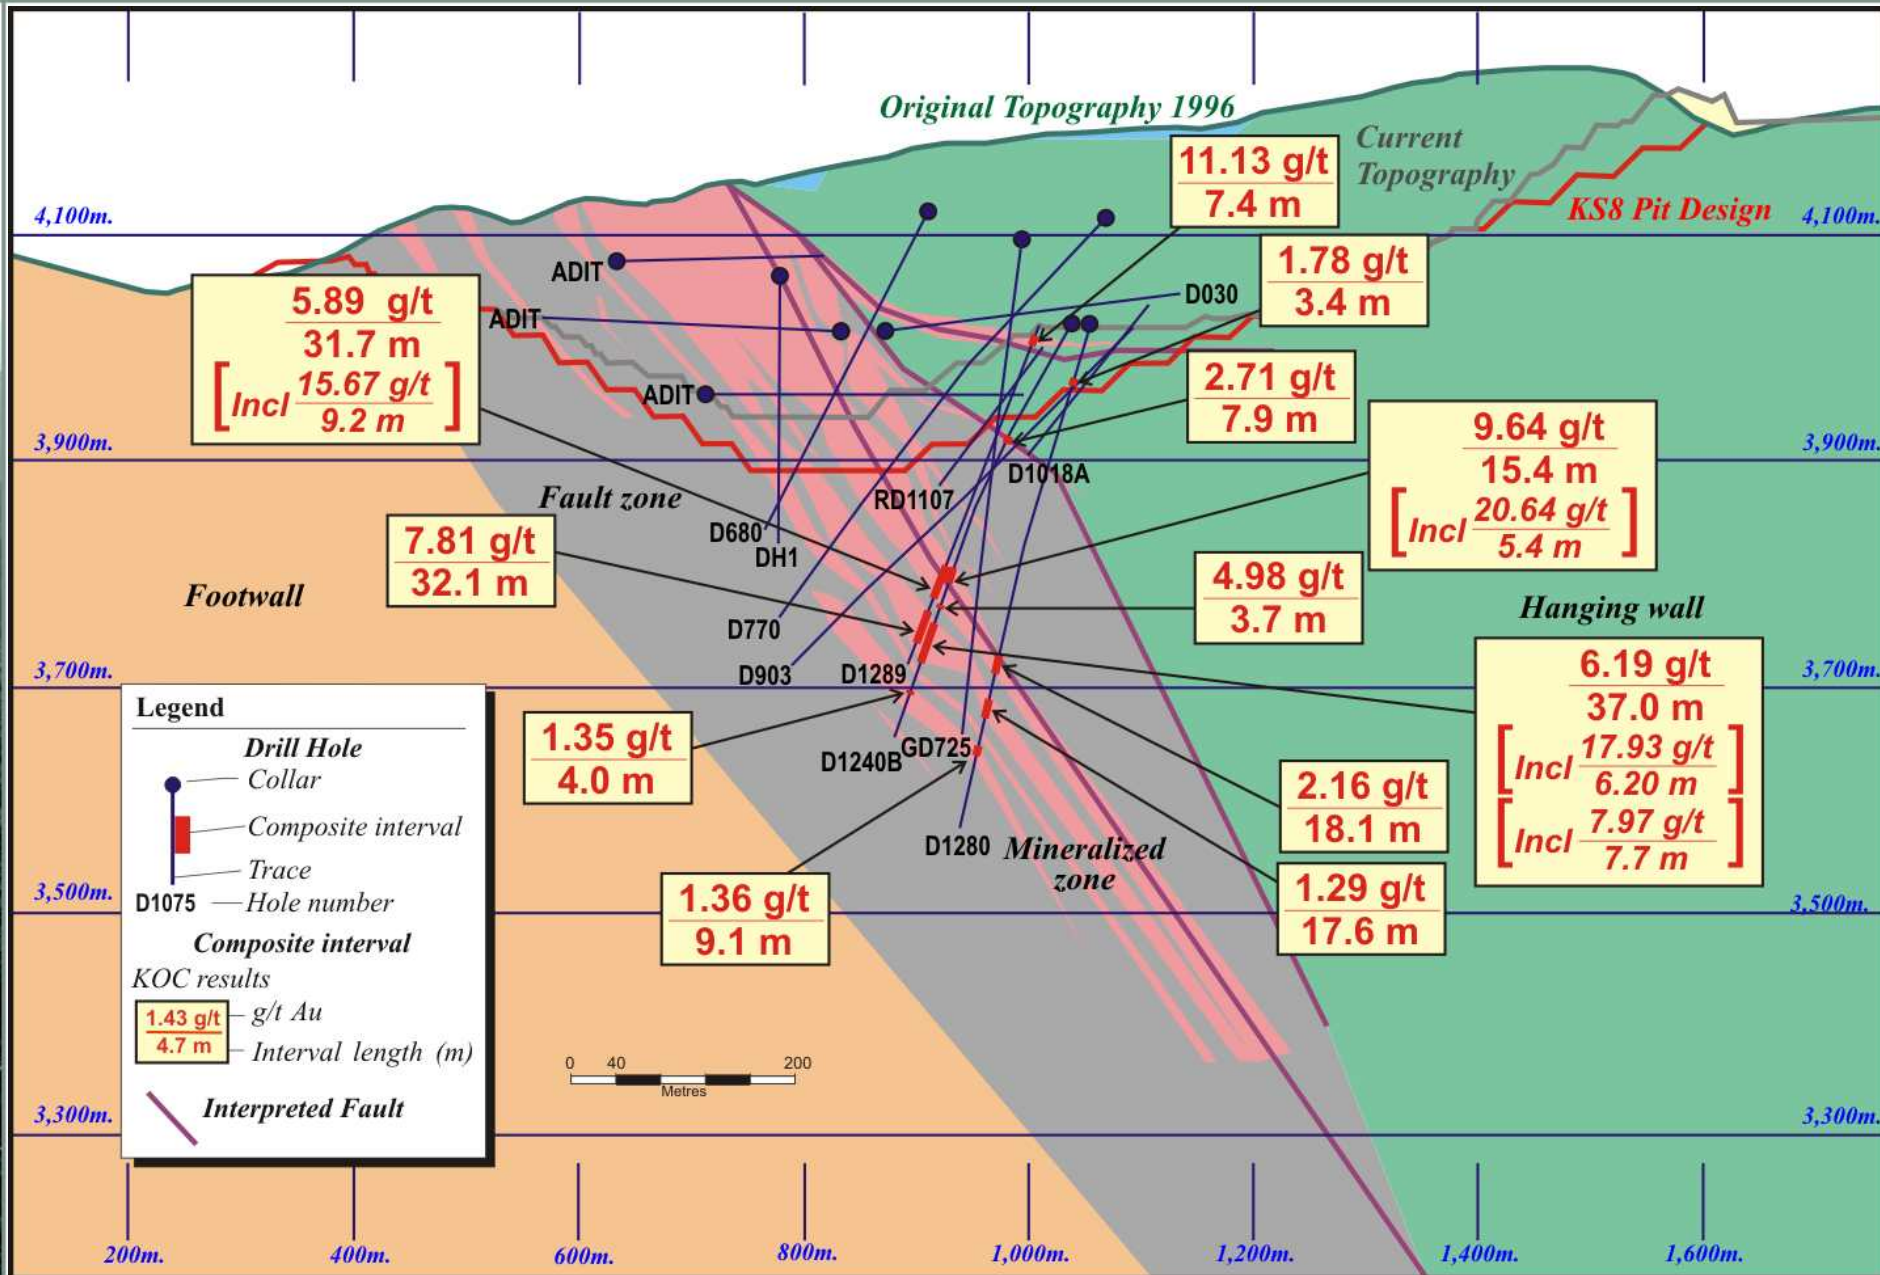 Original Topography 1996
Current
Topography
KS8 Pit Design
4,100m.
4,100m.
11.13 g/t
7.4 m
1.78 g/t
3.4 m
ADIT
ADIT
ADIT
D030
5.89 g/t
31.7 m
[Incl 15.67 g/t
9.2 m]
2.71 g/t
7.9 m
3,900m.
3,900m.
9.64 g/t
15.4 m
[Incl 20.64 g/t
5.4 m]
Fault zone
RD1107
D1018A
D680
DH1
7.81 g/t
32.1 m
4.98 g/t
3.7 m
Footwall
Hanging wall
D770
D903
D1289
3,700m.
3,700m.
6.19 g/t
37.0 m
[Incl 17.93 g/t
6.20 m]
[Incl 7.97 g/t
7.7 m]
1.35 g/t
4.0 m
D1240B
GD725
2.16 g/t
18.1 m
D1280
Mineralized
zone
1.36 g/t
9.1 m
1.29 g/t
17.6 m
3,500m.
3,500m.
Legend
Drill Hole
Collar
Composite interval
Trace
D1075
Hole number
Composite interval
KOC results
1.43 g/t
4.7 m
g/t Au
Interval length (m)
Interpreted Fault
0 40 200
Metres
3,300m.
3,300m.
200m.
400m.
600m.
800m.
1,000m.
1,200m.
1,400m.
1,600m.